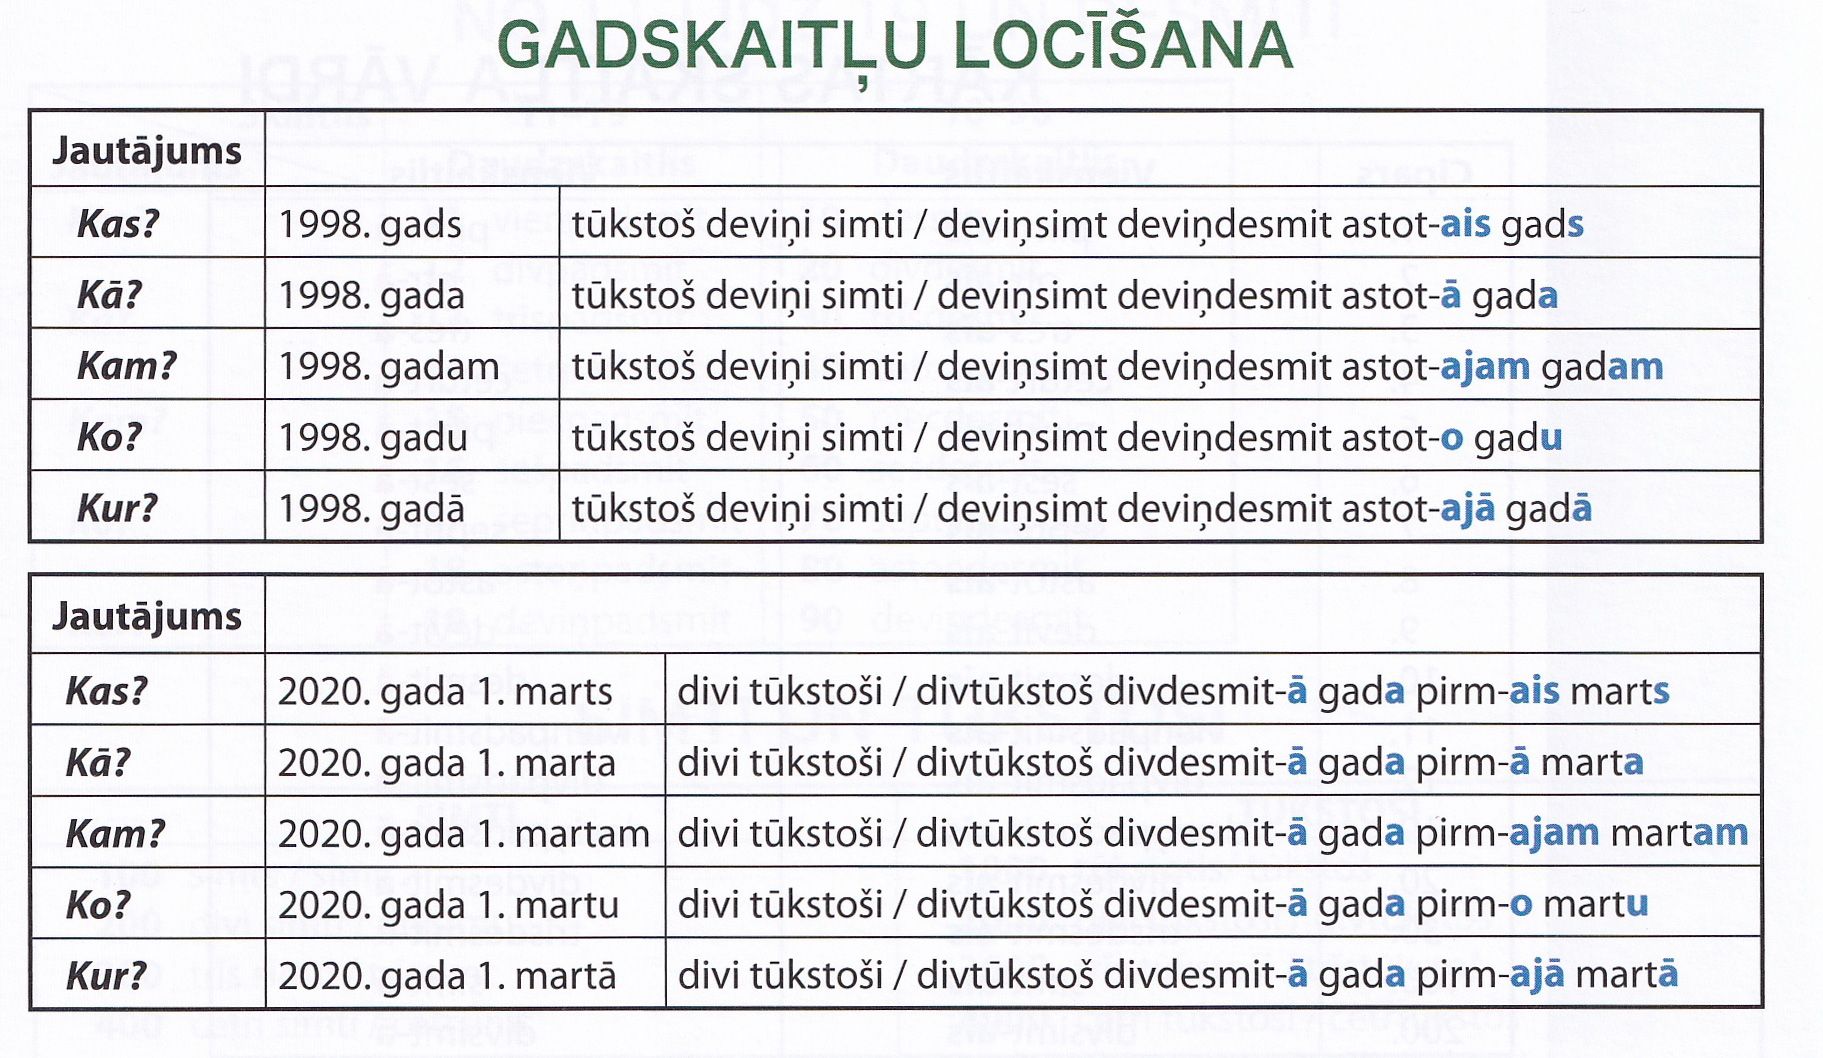 GADSKAITĻU LOCĪŠANA
Jautājums
Kas? 1998. gads tūkstoš deviņi simti / deviņsimt deviņdesmit astot-ais gads
Kā? 1998. gada tūkstoš deviņi simti / deviņsimt deviņdesmit astot-ā gada
Kam? 1998. gadam tūkstoš deviņi simti / deviņsimt deviņdesmit astot-ajam gadam
Ko? 1998. gadu tūkstoš deviņi simti / deviņsimt deviņdesmit astot-o gadu
Kur? 1998. gadā tūkstoš deviņi simti / deviņsimt deviņdesmit astot-ajā gadā
Jautājums
Kas? 2020. gada 1. marts divi tūkstoši / divtūkstoš divdesmit-ā gada pirm-ais marts
Kā? 2020. gada 1. marta divi tūkstoši / divtūkstoš divdesmit-ā gada pirm-ā marta
Kam? 2020. gada 1. martam divi tūkstoši / divtūkstoš divdesmit-ā gada pirm-ajam martam
Ko? 2020. gada 1. martu divi tūkstoši / divtūkstoš divdesmit-ā gada pirm-o martu
Kur? 2020. gada 1. martā divi tūkstoši / divtūkstoš divdesmit-ā gada pirm-ajā martā